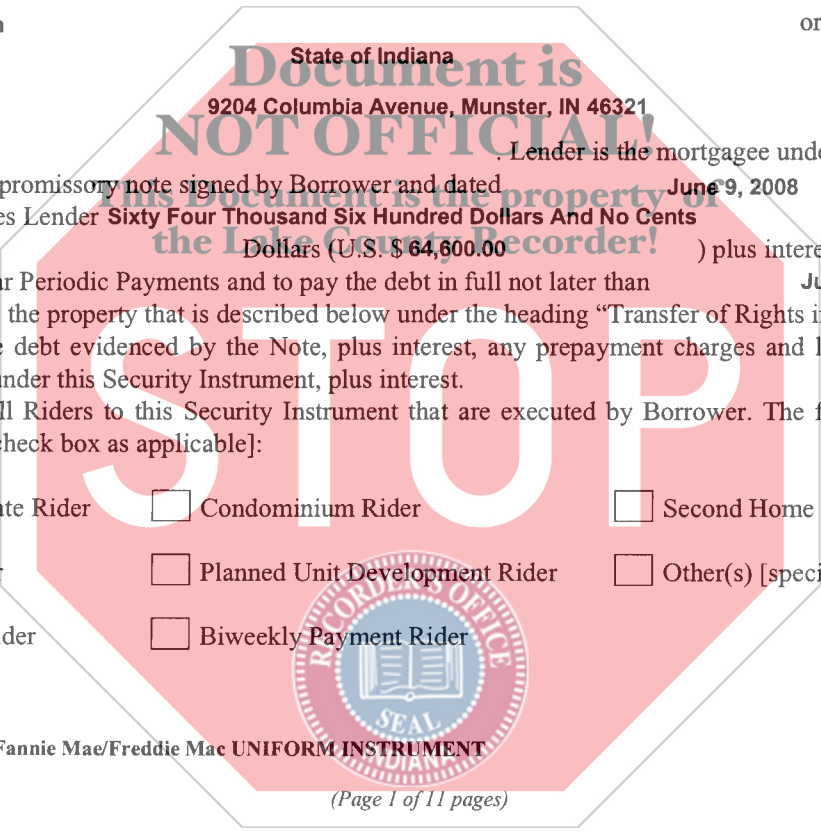 or
State of Indiana
Document is
9204 Columbia Avenue, Munster, IN 46321
NOT OFFICIAL!
. Lender is the mortgagee unde
promissory note signed by Borrower and dated June 9, 2008
This Document is the property of
es Lender Sixty Four Thousand Six Hundred Dollars And No Cents
the Lake County Recorder!
Dollars (U.S. $ 64,600.00 ) plus intere
ar Periodic Payments and to pay the debt in full not later than Ju
the property that is described below under the heading “Transfer of Rights i
e debt evidenced by the Note, plus interest, any prepayment charges and l
under this Security Instrument, plus interest.
ll Riders to this Security Instrument that are executed by Borrower. The f
check box as applicable]:
STOP
ate Rider Condominium Rider Second Home
r Planned Unit Development Rider Other(s) [speci
der Biweekly Payment Rider
RECORDER'S OFFICE
SEAL
INDIANA
Fannie Mae/Freddie Mac UNIFORM INSTRUMENT
(Page 1 of 11 pages)